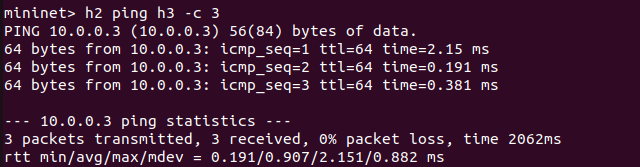 mininet> h2 ping h3 -c 3
PING 10.0.0.3 (10.0.0.3) 56(84) bytes of data.
64 bytes from 10.0.0.3: icmp_seq=1 ttl=64 time=2.15 ms
64 bytes from 10.0.0.3: icmp_seq=2 ttl=64 time=0.191 ms
64 bytes from 10.0.0.3: icmp_seq=3 ttl=64 time=0.381 ms

--- 10.0.0.3 ping statistics ---
3 packets transmitted, 3 received, 0% packet loss, time 2062ms
rtt min/avg/max/mdev = 0.191/0.907/2.151/0.882 ms